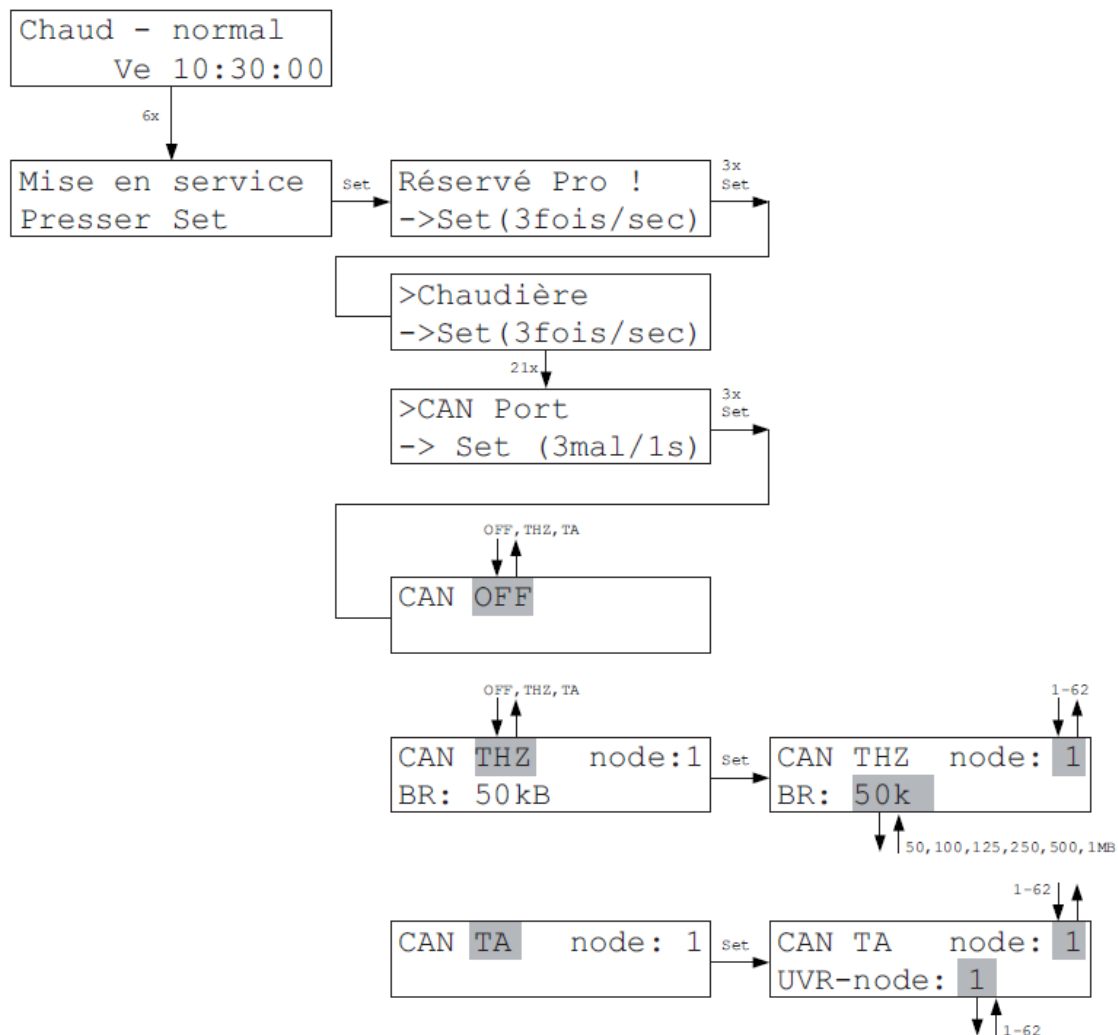 Chaud - normal
Ve 10:30:00
6x
Mise en service
Presser Set
Set
Réservé Pro !
->Set(3fois/sec)
3x
Set
>Chaudière
->Set(3fois/sec)
21x
>CAN Port
-> Set (3mal/1s)
3x
Set
OFF,THZ,TA
CAN OFF
OFF,THZ,TA
CAN THZ node:1
BR: 50kB
Set
1-62
CAN THZ node: 1
BR: 50k
50,100,125,250,500,1MB
CAN TA node: 1
Set
1-62
CAN TA node: 1
UVR-node: 1
1-62